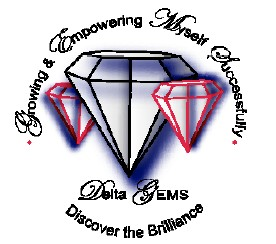 Growing & Empowering Myself Successfully
Delta GEMS
Discover the Brilliance